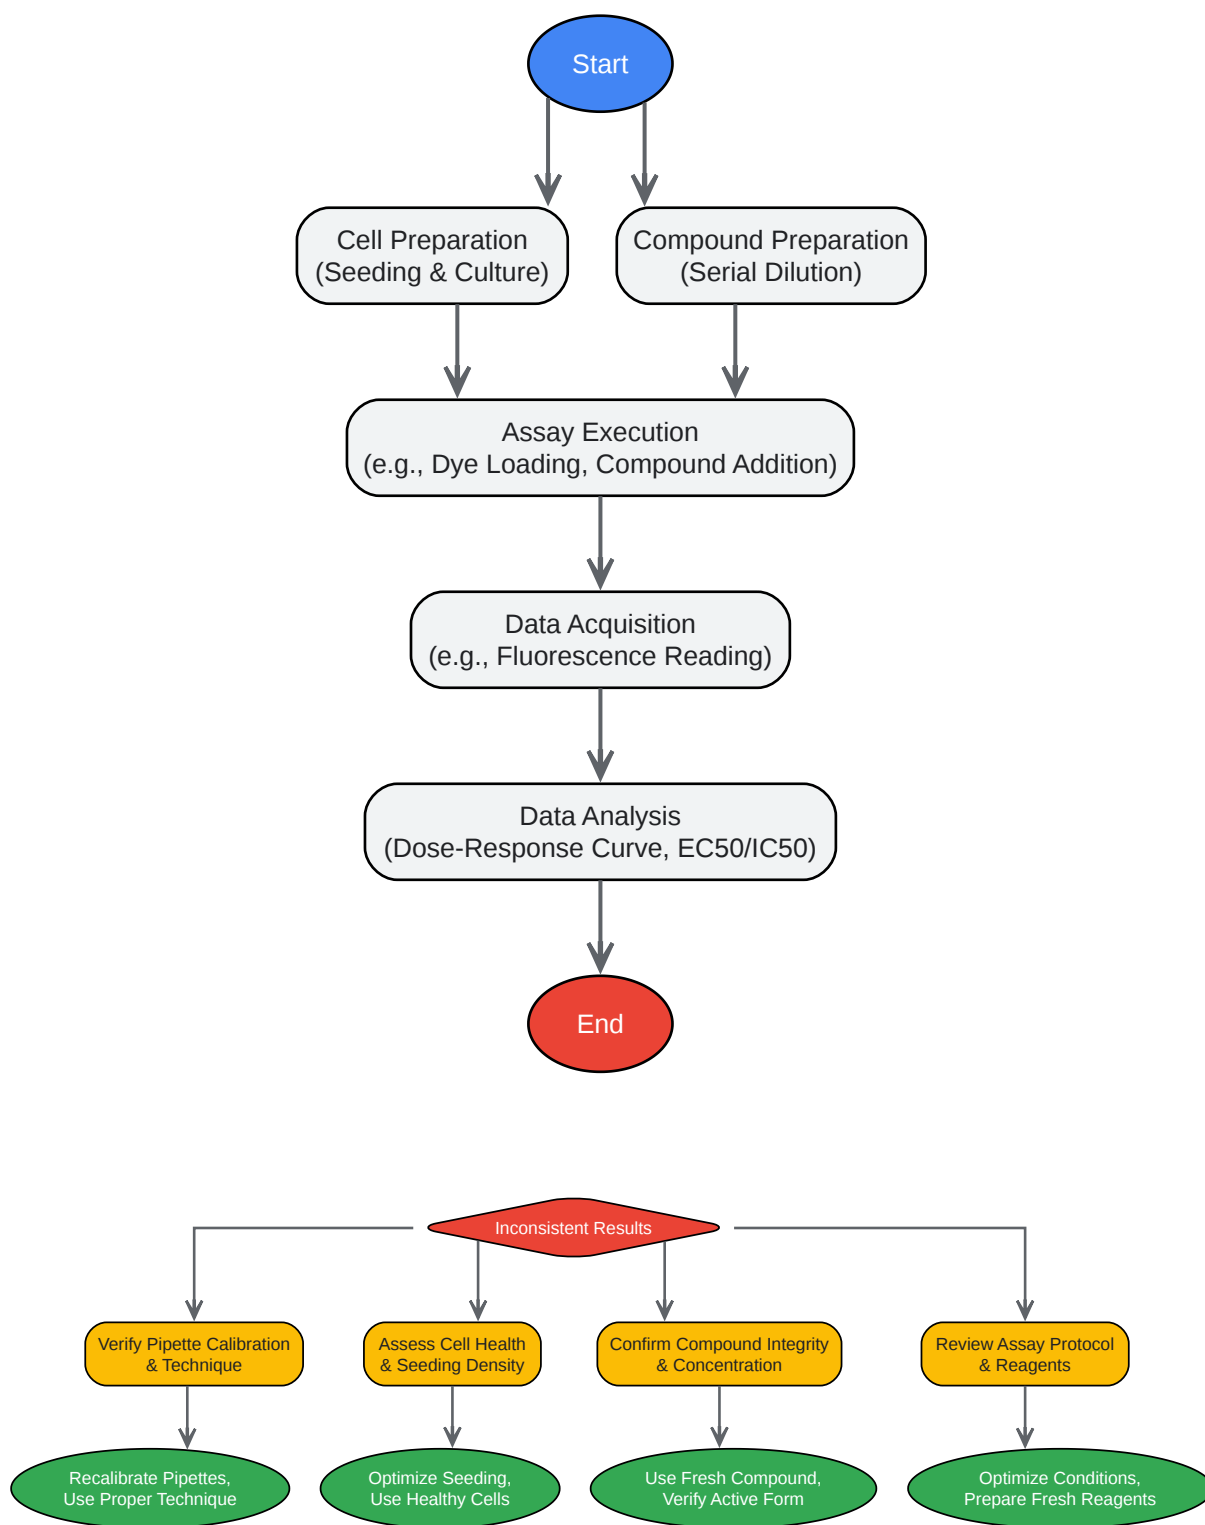 Start
Cell Preparation
(Seeding & Culture)
Compound Preparation
(Serial Dilution)
Assay Execution
(e.g., Dye Loading, Compound Addition)
Data Acquisition
(e.g., Fluorescence Reading)
Data Analysis
(Dose-Response Curve, EC50/IC50)
End
Inconsistent Results
Verify Pipette Calibration
& Technique
Assess Cell Health
& Seeding Density
Confirm Compound Integrity
& Concentration
Review Assay Protocol
& Reagents
Recalibrate Pipettes,
Use Proper Technique
Optimize Seeding,
Use Healthy Cells
Use Fresh Compound,
Verify Active Form
Optimize Conditions,
Prepare Fresh Reagents